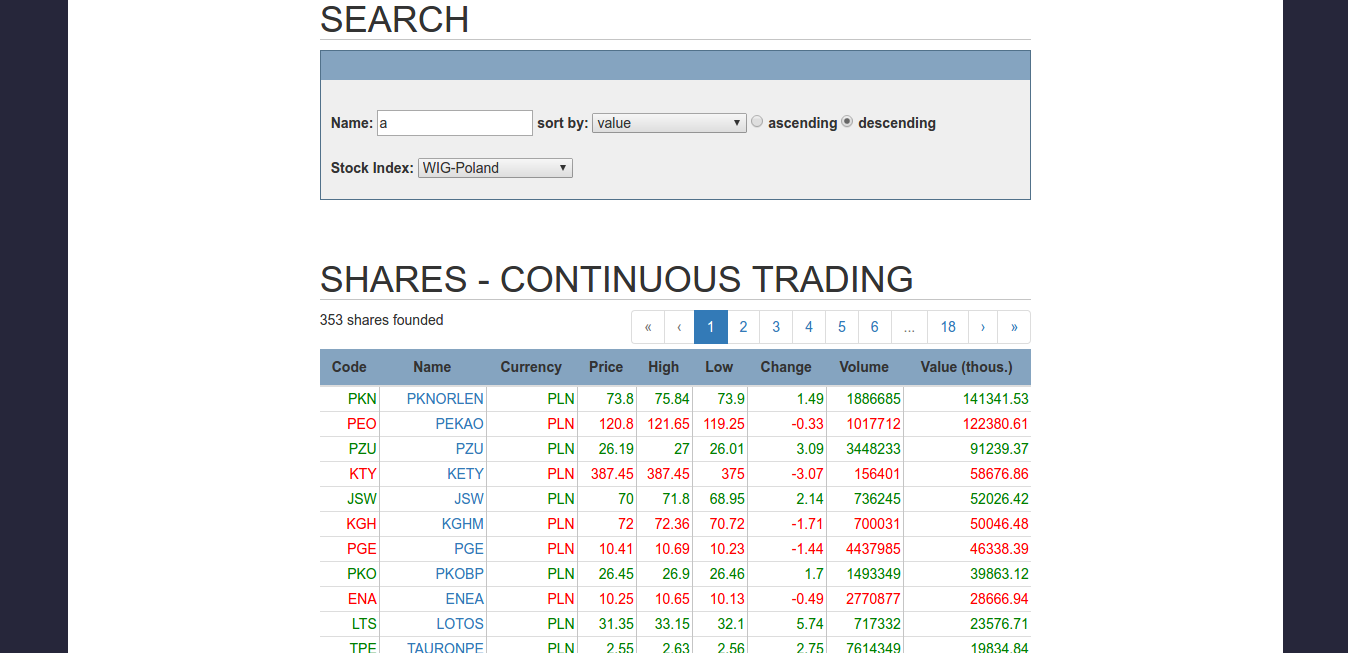 SEARCH
Name: a sort by: value ascending descending
Stock Index: WIG-Poland
SHARES - CONTINUOUS TRADING
353 shares founded « ‹ 1 2 3 4 5 6 ... 18 › »
Code Name Currency Price High Low Change Volume Value (thous.)
PKN PKNORLEN PLN 73.8 75.84 73.9 1.49 1886685 141341.53
PEO PEKAO PLN 120.8 121.65 119.25 -0.33 1017712 122380.61
PZU PZU PLN 26.19 27 26.01 3.09 3448233 91239.37
KTY KETY PLN 387.45 387.45 375 -3.07 156401 58676.86
JSW JSW PLN 70 71.8 68.95 2.14 736245 52026.42
KGH KGHM PLN 72 72.36 70.72 -1.71 700031 50046.48
PGE PGE PLN 10.41 10.69 10.23 -1.44 4437985 46338.39
PKO PKOBP PLN 26.45 26.9 26.46 1.7 1493349 39863.12
ENA ENEA PLN 10.25 10.65 10.13 -0.49 2770877 28666.94
LTS LOTOS PLN 31.35 33.15 32.1 5.74 717332 23576.71
TPE TAURONPE PLN 2.55 2.63 2.56 2.75 7614349 19834.84